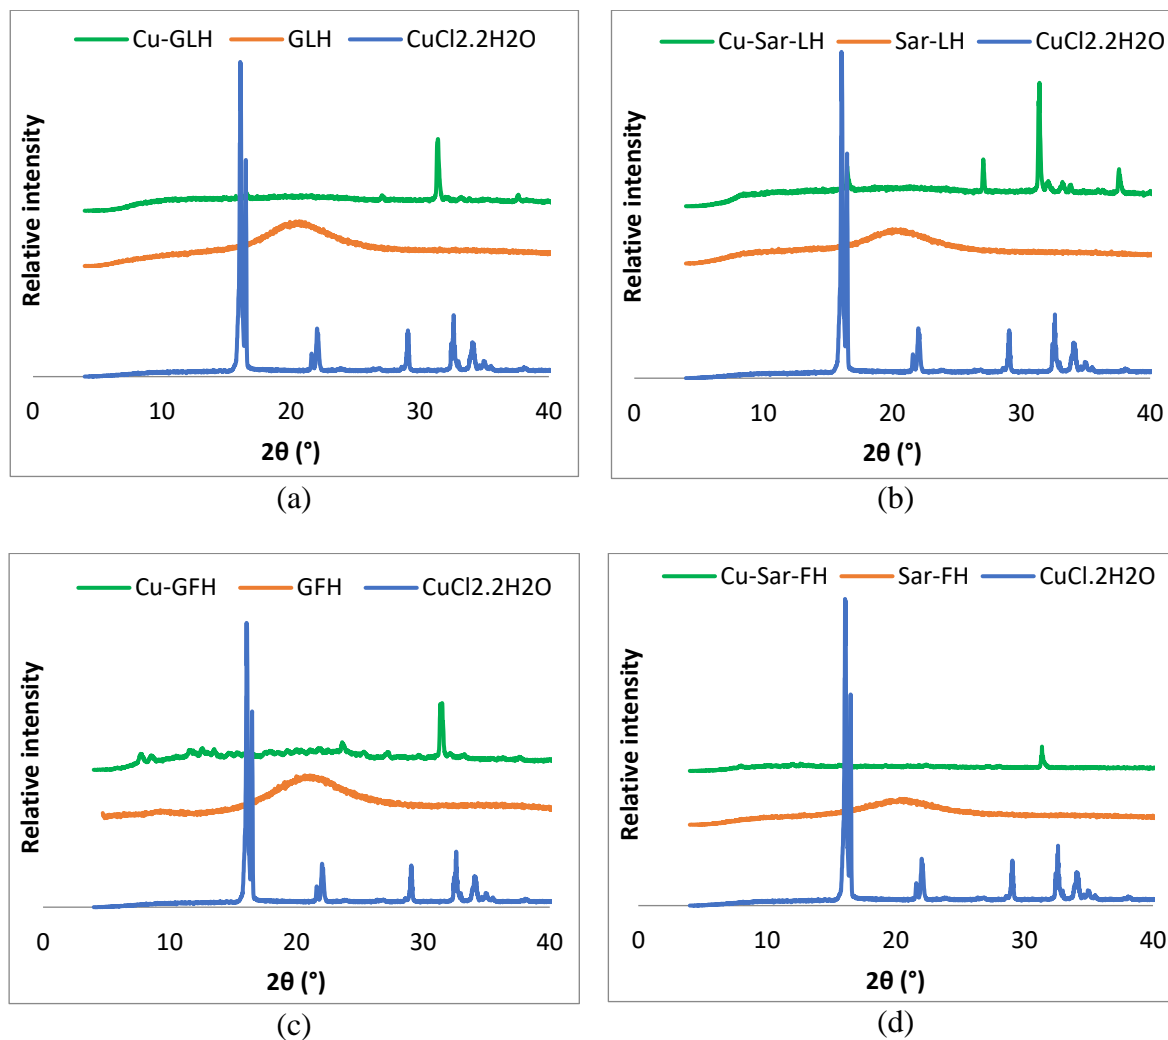 Cu-GLH GLH CuCl2.2H2O
Relative intensity
0 10 20 30 40
2θ (°)
(a)
Cu-Sar-LH Sar-LH CuCl2.2H2O
Relative intensity
0 10 20 30 40
2θ (°)
(b)
Cu-GFH GFH CuCl2.2H2O
Relative intensity
0 10 20 30 40
2θ (°)
(c)
Cu-Sar-FH Sar-FH CuCl.2H2O
Relative intensity
0 10 20 30 40
2θ (°)
(d)